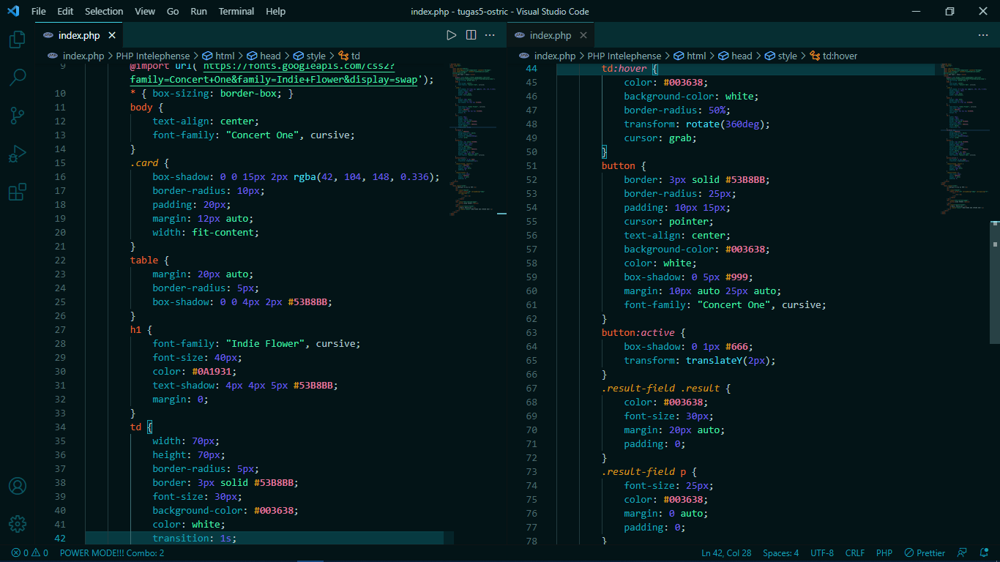 File Edit Selection View Go Run Terminal Help
index.php - tugas5-ostric - Visual Studio Code
index.php
index.php > PHP Intelephense > html > head > style > td
9 @import url('https://fonts.googleapis.com/css2?
family=Concert+One&family=Indie+Flower&display=swap');
10 * { box-sizing: border-box; }
11 body {
12 text-align: center;
13 font-family: "Concert One", cursive;
14 }
15 .card {
16 box-shadow: 0 0 15px 2px rgba(42, 104, 148, 0.336);
17 border-radius: 10px;
18 padding: 20px;
19 margin: 12px auto;
20 width: fit-content;
21 }
22 table {
23 margin: 20px auto;
24 border-radius: 5px;
25 box-shadow: 0 0 4px 2px #53B8BB;
26 }
27 h1 {
28 font-family: "Indie Flower", cursive;
29 font-size: 40px;
30 color: #0A1931;
31 text-shadow: 4px 4px 5px #53B8BB;
32 margin: 0;
33 }
34 td {
35 width: 70px;
36 height: 70px;
37 border-radius: 5px;
38 border: 3px solid #53B8BB;
39 font-size: 30px;
40 background-color: #003638;
41 color: white;
42 transition: 1s;
index.php
index.php > PHP Intelephense > html > head > style > td:hover
44 td:hover {
45 color: #003638;
46 background-color: white;
47 border-radius: 50%;
48 transform: rotate(360deg);
49 cursor: grab;
50 }
51 button {
52 border: 3px solid #53B8BB;
53 border-radius: 25px;
54 padding: 10px 15px;
55 cursor: pointer;
56 text-align: center;
57 background-color: #003638;
58 color: white;
59 box-shadow: 0 5px #999;
60 margin: 10px auto 25px auto;
61 font-family: "Concert One", cursive;
62 }
63 button:active {
64 box-shadow: 0 1px #666;
65 transform: translateY(2px);
66 }
67 .result-field .result {
68 color: #003638;
69 font-size: 30px;
70 margin: 20px auto;
71 padding: 0;
72 }
73 .result-field p {
74 font-size: 25px;
75 color: #003638;
76 margin: 0 auto;
77 padding: 0;
78 }
0 0 POWER MODE!!! Combo: 2
Ln 42, Col 28 Spaces: 4 UTF-8 CRLF PHP Prettier